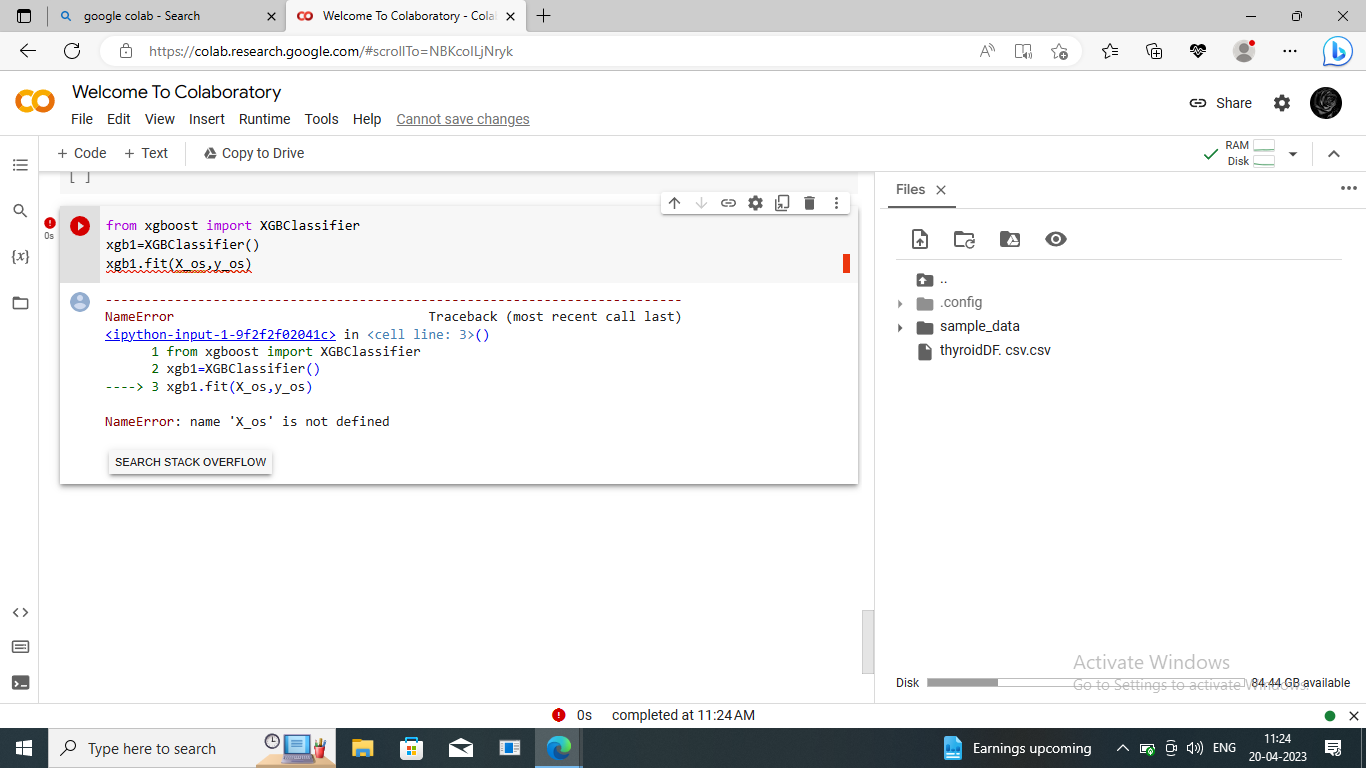 google colab - Search
Welcome To Colaboratory - Cola
https://colab.research.google.com/#scrollTo=NBKcoILjNryk
Welcome To Colaboratory
File Edit View Insert Runtime Tools Help Cannot save changes
Share
+ Code + Text Copy to Drive
RAM
Disk
[ ]
0s
from xgboost import XGBClassifier
xgb1=XGBClassifier()
xgb1.fit(X_os,y_os)
---------------------------------------------------------------------------
NameError Traceback (most recent call last)
<ipython-input-1-9f2f2f02041c> in <cell line: 3>()
1 from xgboost import XGBClassifier
2 xgb1=XGBClassifier()
----> 3 xgb1.fit(X_os,y_os)
NameError: name 'X_os' is not defined
SEARCH STACK OVERFLOW
{x}
Files
..
.config
sample_data
thyroidDF. csv.csv
Activate Windows
Go to Settings to activate Windows.
Disk 84.44 GB available
0s completed at 11:24 AM
Type here to search
Earnings upcoming
ENG
11:24
20-04-2023